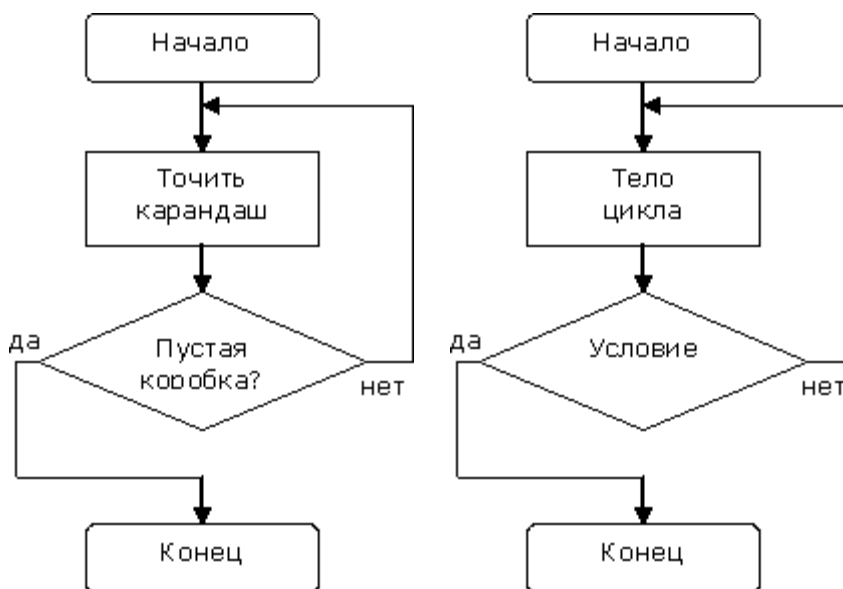 Начало
Точить
карандаш
да
Пустая
коробка?
нет
Конец
Начало
Тело
цикла
да
Условие
нет
Конец